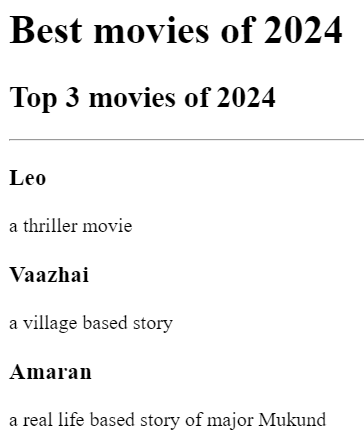 Best movies of 2024
Top 3 movies of 2024
Leo
a thriller movie
Vaazhai
a village based story
Amaran
a real life based story of major Mukund